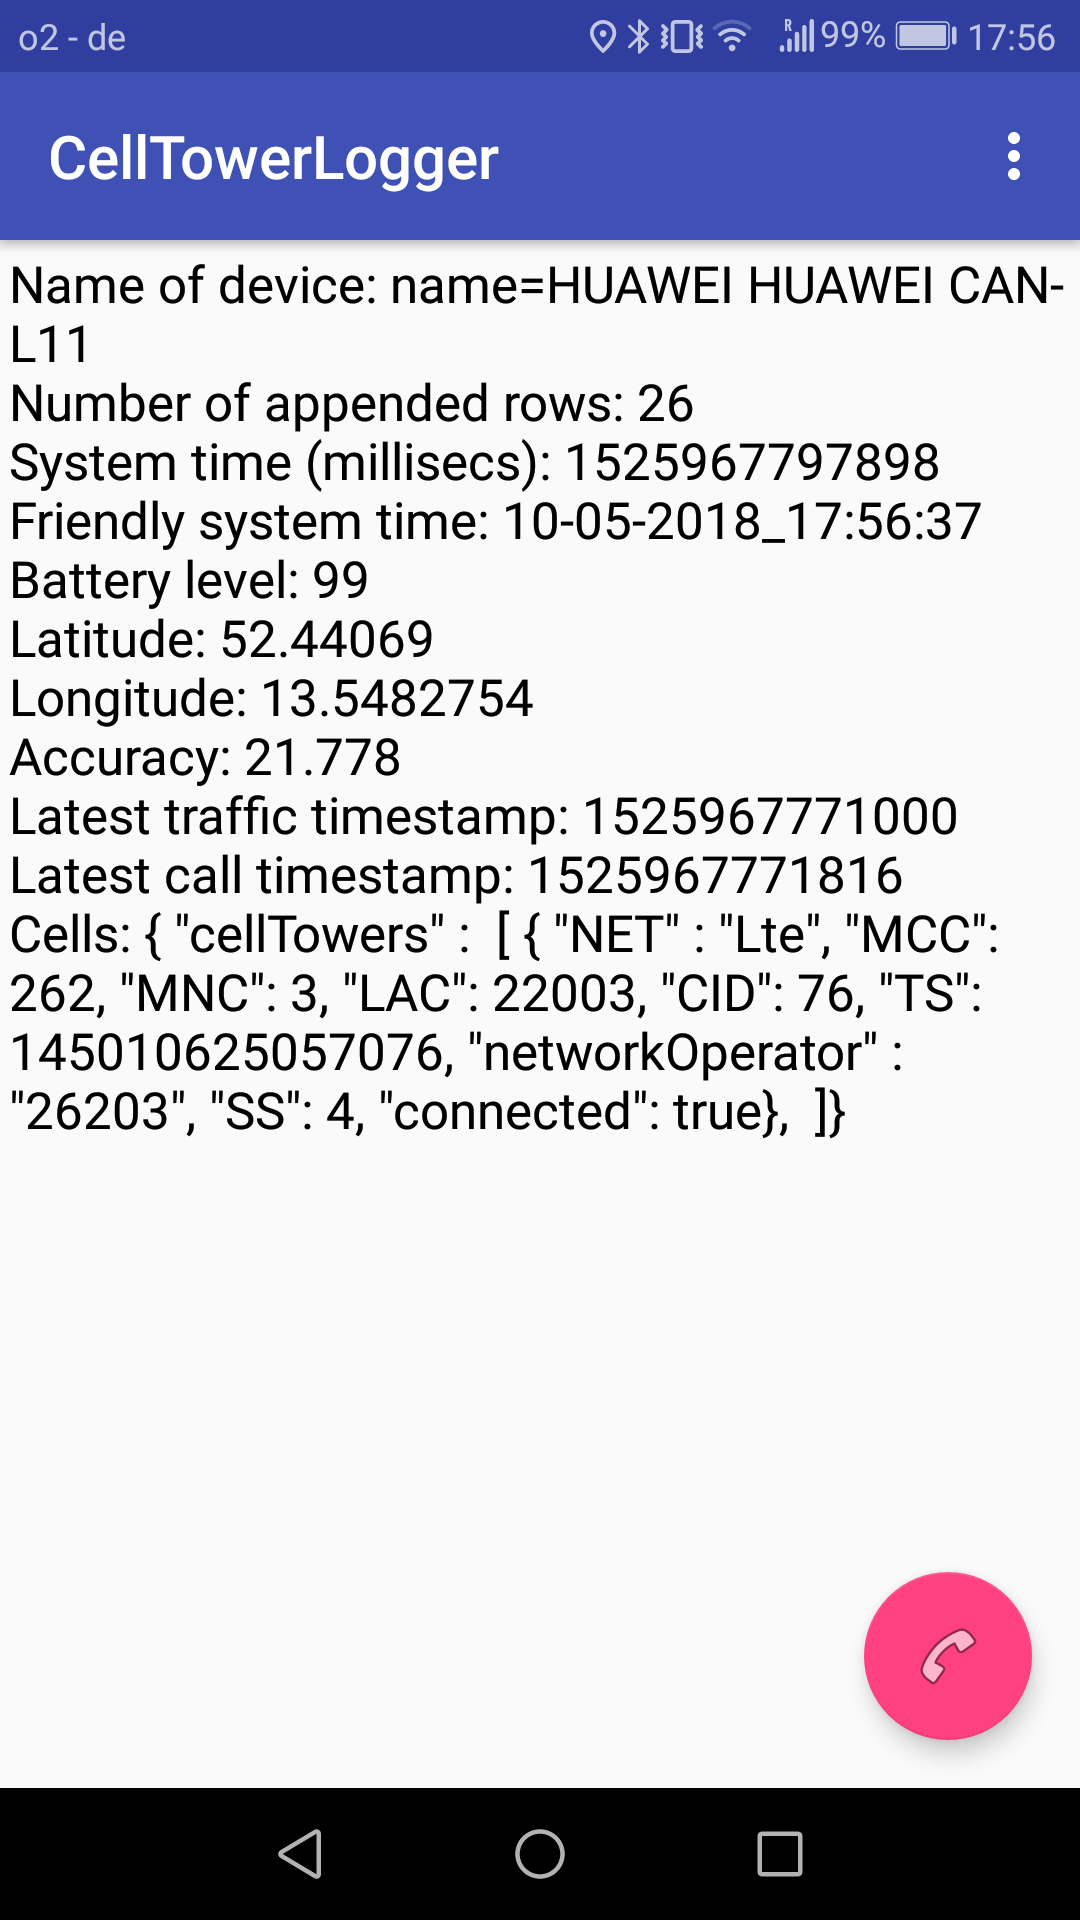 o2 - de R 99% 17:56
CellTowerLogger
Name of device: name=HUAWEI HUAWEI CAN-
L11
Number of appended rows: 26
System time (millisecs): 1525967797898
Friendly system time: 10-05-2018_17:56:37
Battery level: 99
Latitude: 52.44069
Longitude: 13.5482754
Accuracy: 21.778
Latest traffic timestamp: 1525967771000
Latest call timestamp: 1525967771816
Cells: { "cellTowers" :  [ { "NET" : "Lte", "MCC":
262, "MNC": 3, "LAC": 22003, "CID": 76, "TS":
145010625057076, "networkOperator" :
"26203", "SS": 4, "connected": true},  ]}